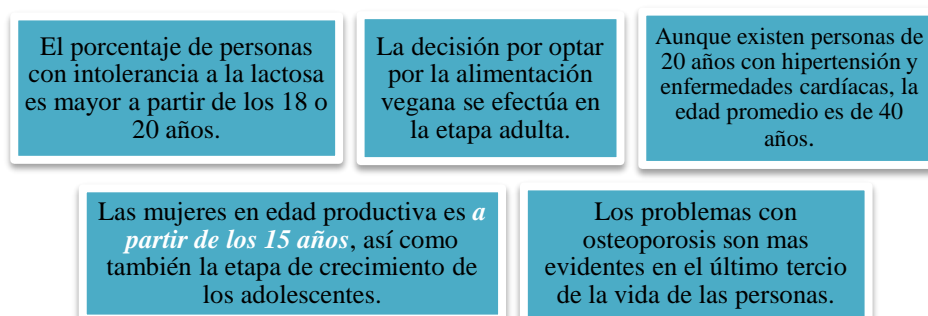 El porcentaje de personas
con intolerancia a la lactosa
es mayor a partir de los 18 o
20 años.
La decisión por optar
por la alimentación
vegana se efectúa en
la etapa adulta.
Aunque existen personas de
20 años con hipertensión y
enfermedades cardíacas, la
edad promedio es de 40
años.
Las mujeres en edad productiva es a
partir de los 15 años, así como
también la etapa de crecimiento de
los adolescentes.
Los problemas con
osteoporosis son mas
evidentes en el último tercio
de la vida de las personas.